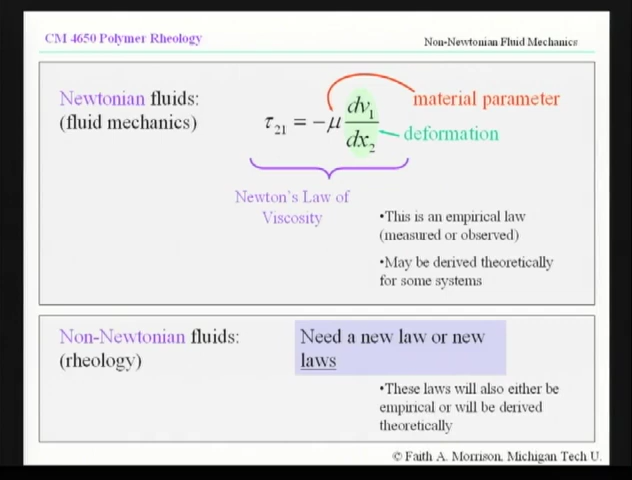 CM 4650 Polymer Rheology
Non-Newtonian Fluid Mechanics
Newtonian fluids:
(fluid mechanics)
τ₂₁ = −μ dv₁/dx₂
material parameter
deformation
Newton's Law of
Viscosity
•This is an empirical law
(measured or observed)
•May be derived theoretically
for some systems
Non-Newtonian fluids:
(rheology)
Need a new law or new
laws
•These laws will also either be
empirical or will be derived
theoretically
© Faith A. Morrison, Michigan Tech U.